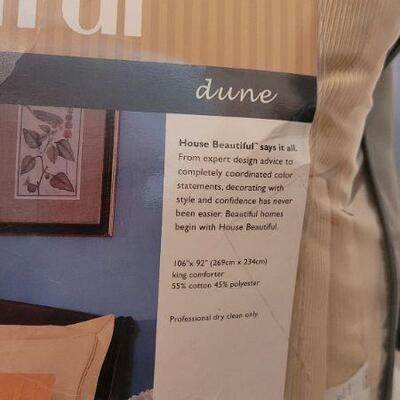 dune
House Beautiful™ says it all.
From expert design advice to
completely coordinated color
statements, decorating with
style and confidence has never
been easier. Beautiful homes
begin with House Beautiful.
106"x 92" (269cm x 234cm)
king comforter
55% cotton 45% polyester
Professional dry clean only